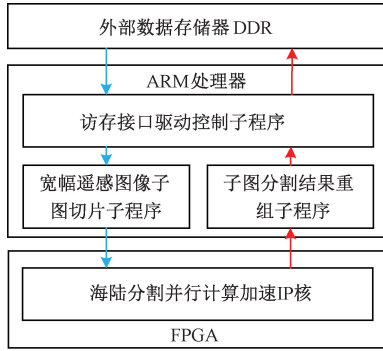 外部数据存储器DDR
ARM处理器
访存接口驱动控制子程序
宽幅遥感图像子
图切片子程序
子图分割结果重
组子程序
海陆分割并行计算加速IP核
FPGA